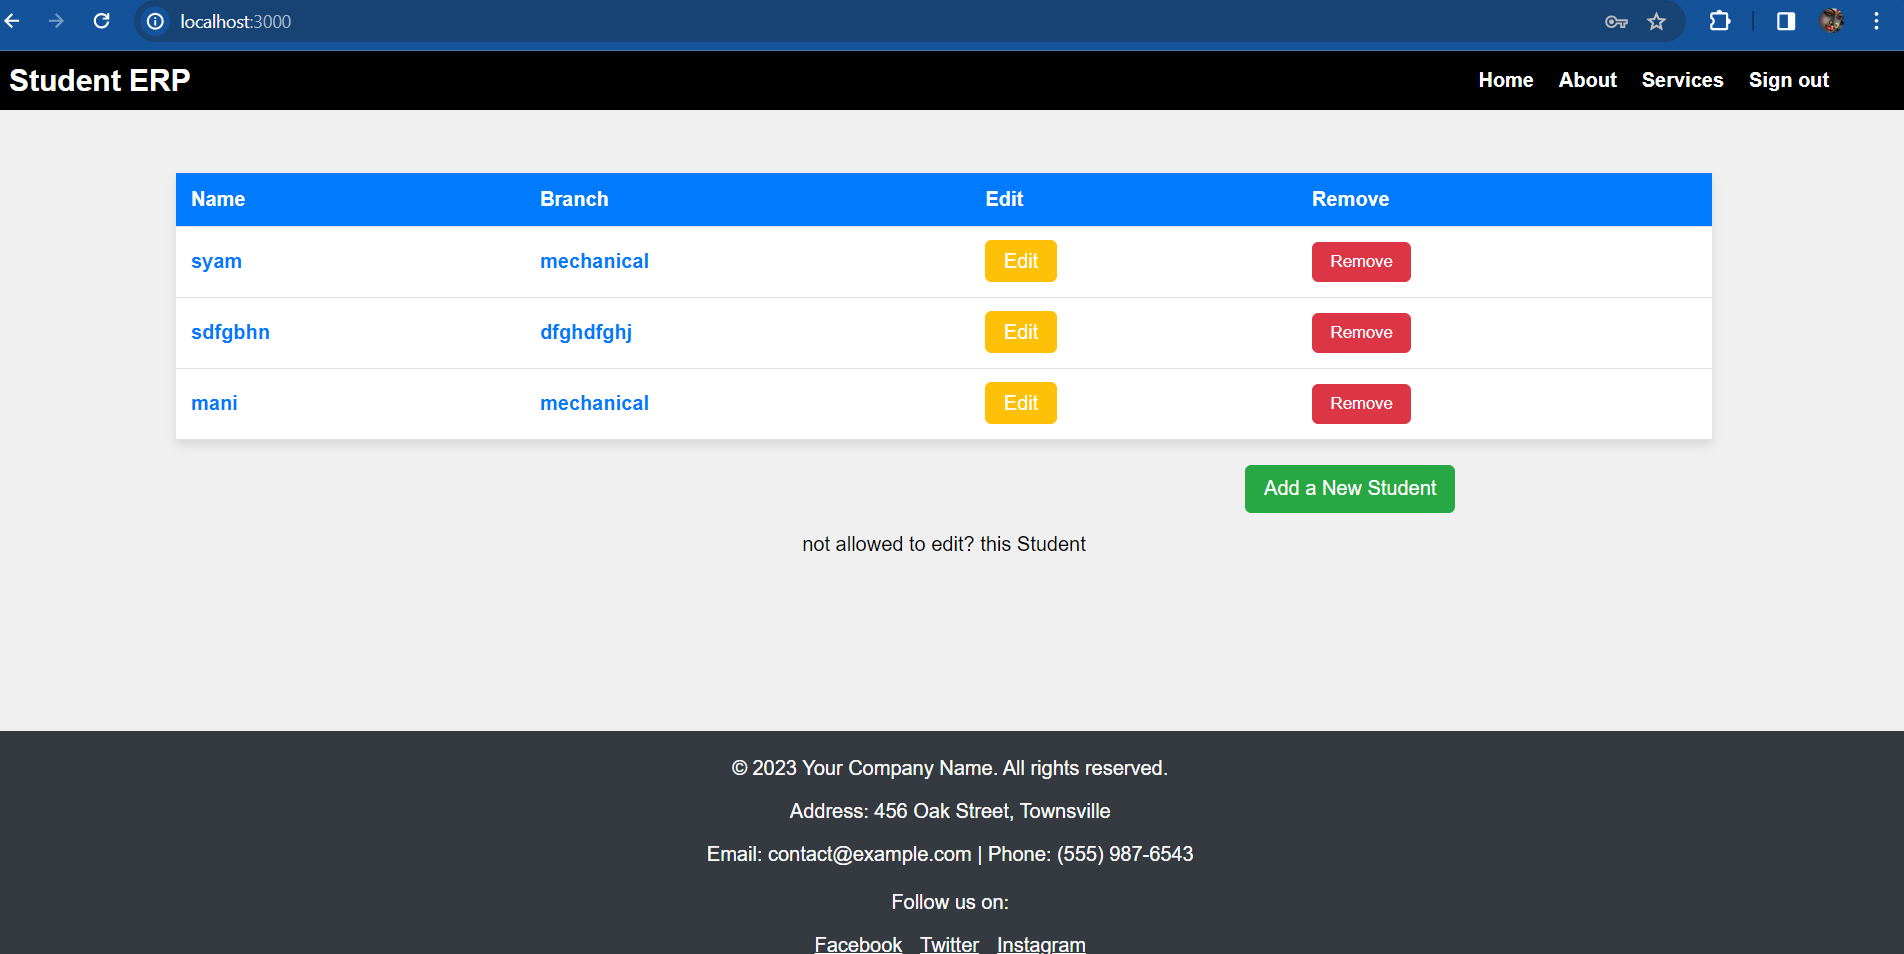 localhost:3000
Student ERP Home About Services Sign out
Name Branch Edit Remove
syam mechanical Edit Remove
sdfgbhn dfghdfghj Edit Remove
mani mechanical Edit Remove
Add a New Student
not allowed to edit? this Student
© 2023 Your Company Name. All rights reserved.
Address: 456 Oak Street, Townsville
Email: contact@example.com | Phone: (555) 987-6543
Follow us on:
Facebook Twitter Instagram